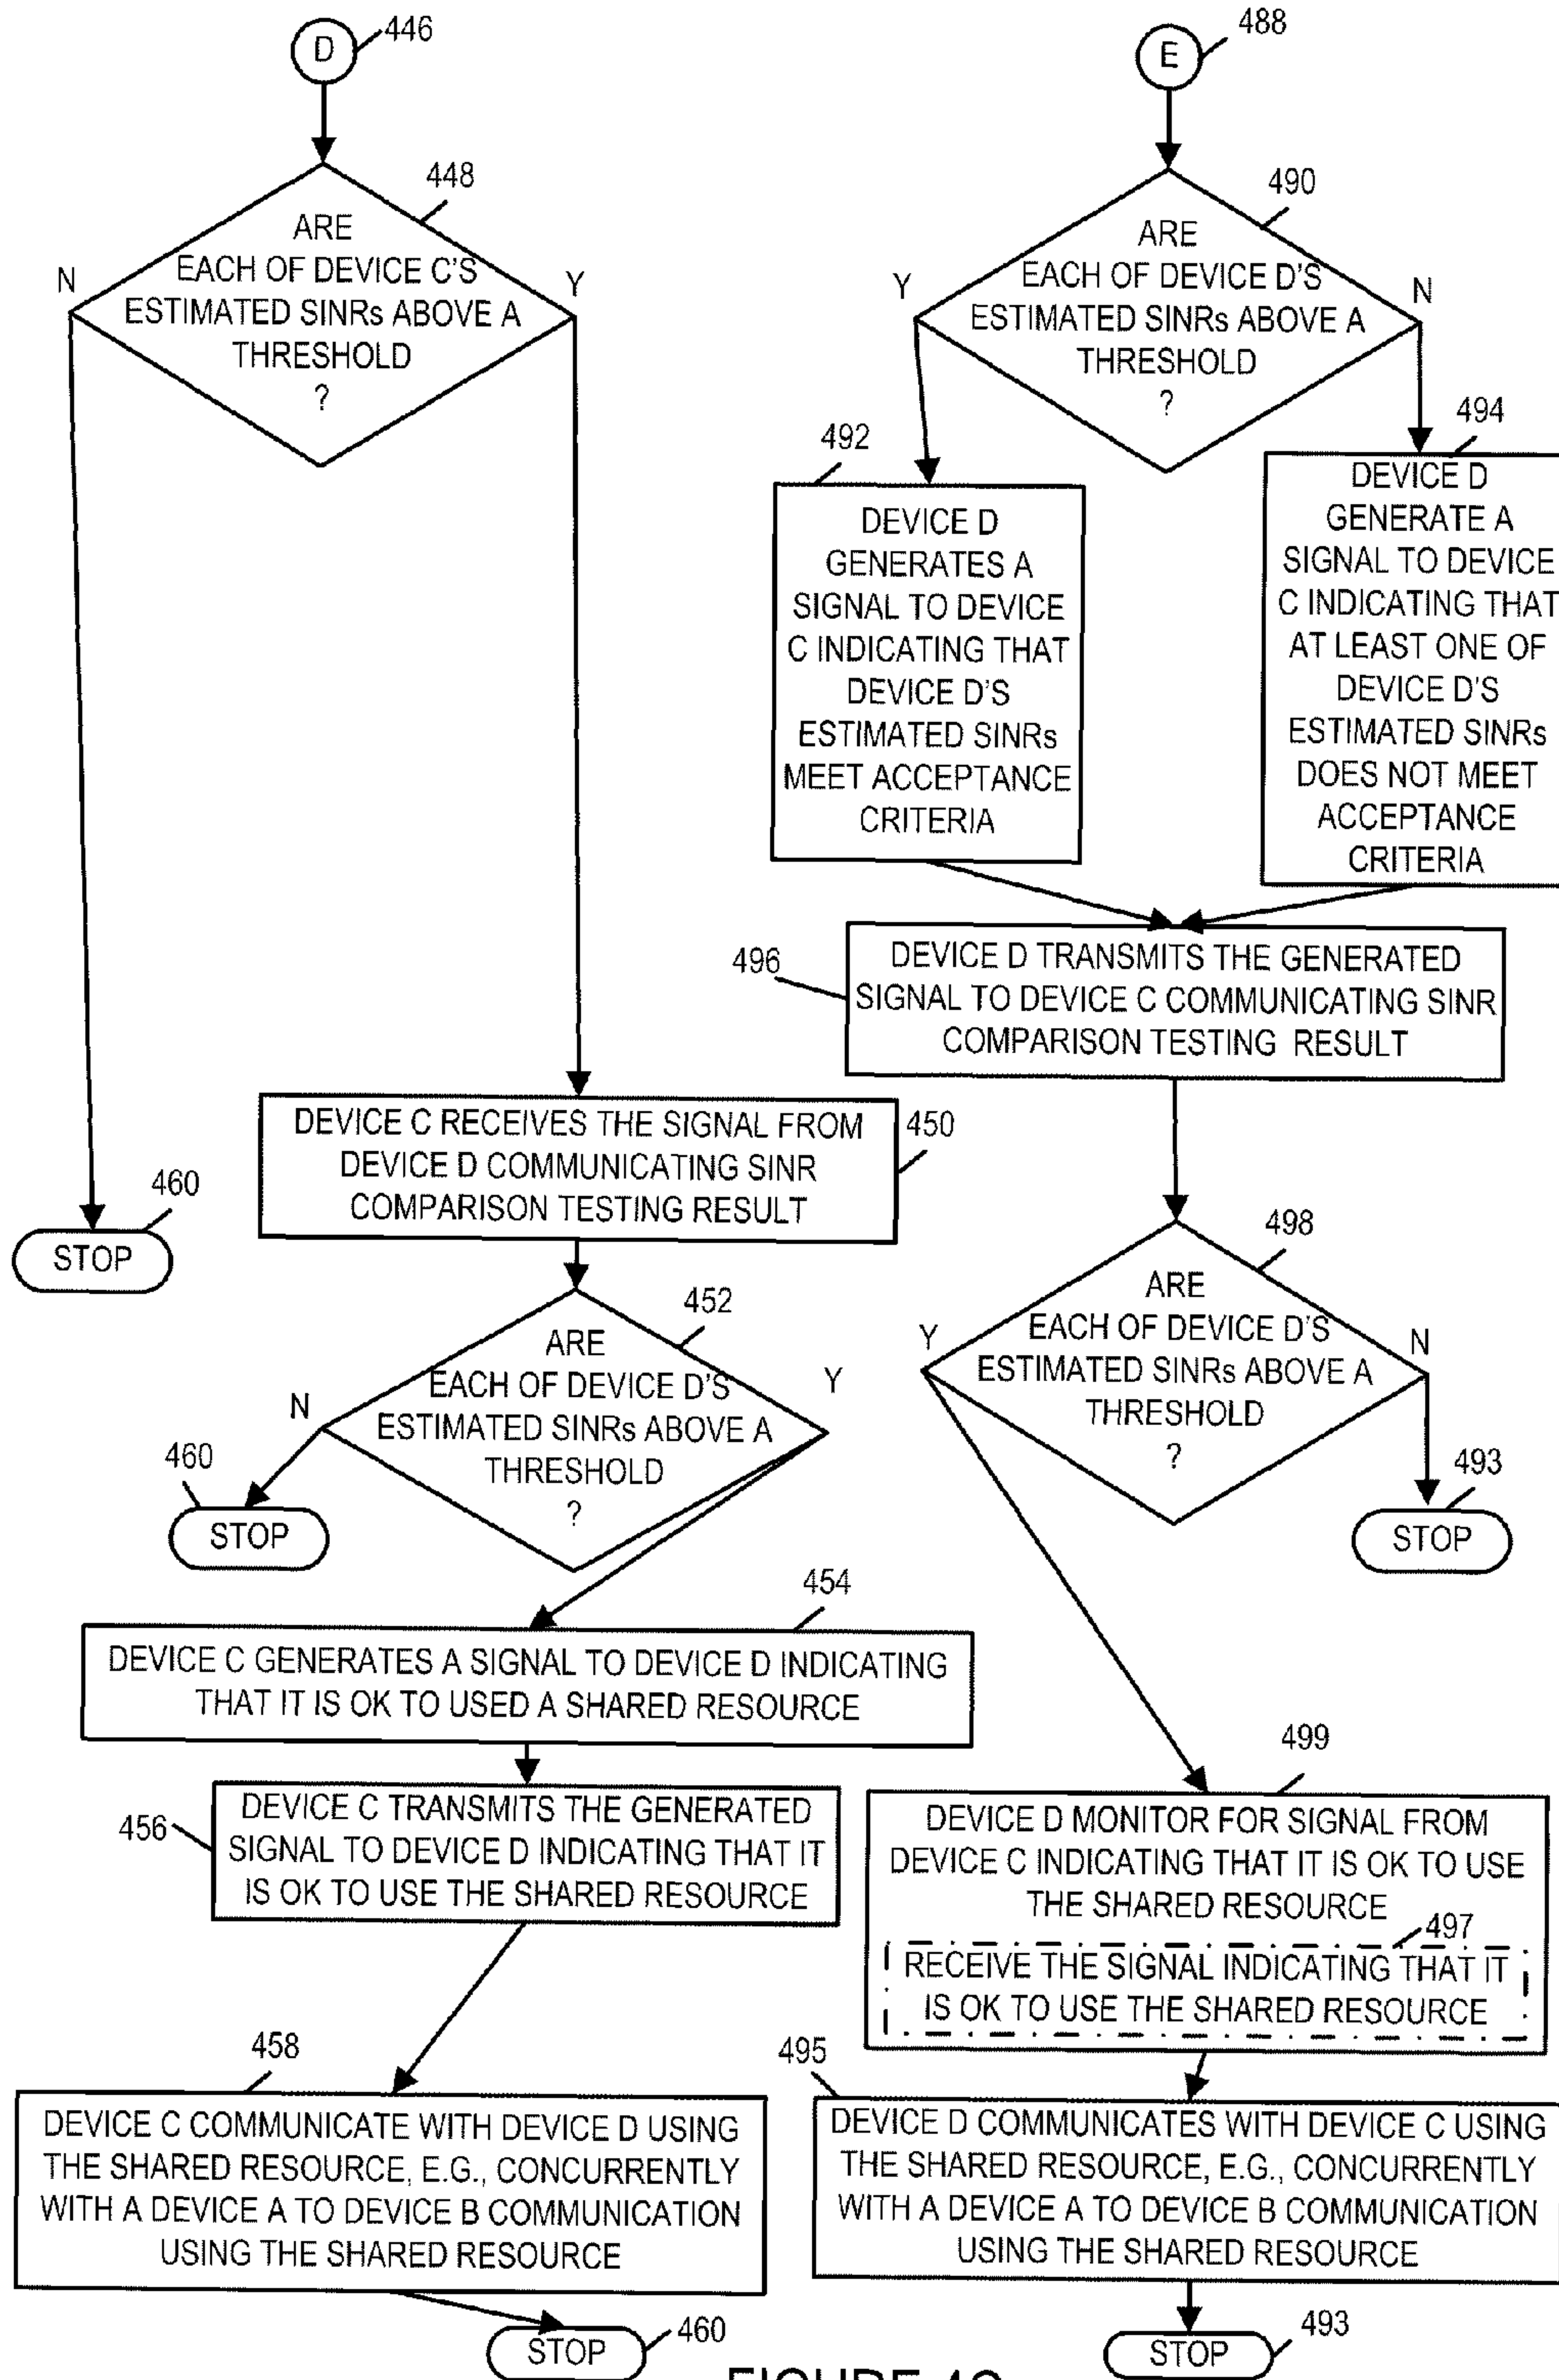 D
446
448
ARE
EACH OF DEVICE C'S
ESTIMATED SINRs ABOVE A
THRESHOLD
?
N
Y
460
STOP
DEVICE C RECEIVES THE SIGNAL FROM
DEVICE D COMMUNICATING SINR
COMPARISON TESTING RESULT
450
452
ARE
EACH OF DEVICE D'S
ESTIMATED SINRs ABOVE A
THRESHOLD
?
N
Y
460
STOP
454
DEVICE C GENERATES A SIGNAL TO DEVICE D INDICATING
THAT IT IS OK TO USED A SHARED RESOURCE
456
DEVICE C TRANSMITS THE GENERATED
SIGNAL TO DEVICE D INDICATING THAT IT
IS OK TO USE THE SHARED RESOURCE
458
DEVICE C COMMUNICATE WITH DEVICE D USING
THE SHARED RESOURCE, E.G., CONCURRENTLY
WITH A DEVICE A TO DEVICE B COMMUNICATION
USING THE SHARED RESOURCE
STOP
460
E
488
490
ARE
EACH OF DEVICE D'S
ESTIMATED SINRs ABOVE A
THRESHOLD
?
Y
N
492
DEVICE D
GENERATES A
SIGNAL TO DEVICE
C INDICATING THAT
DEVICE D'S
ESTIMATED SINRs
MEET ACCEPTANCE
CRITERIA
494
DEVICE D
GENERATE A
SIGNAL TO DEVICE
C INDICATING THAT
AT LEAST ONE OF
DEVICE D'S
ESTIMATED SINRs
DOES NOT MEET
ACCEPTANCE
CRITERIA
496
DEVICE D TRANSMITS THE GENERATED
SIGNAL TO DEVICE C COMMUNICATING SINR
COMPARISON TESTING RESULT
498
ARE
EACH OF DEVICE D'S
ESTIMATED SINRs ABOVE A
THRESHOLD
?
Y
N
493
STOP
499
DEVICE D MONITOR FOR SIGNAL FROM
DEVICE C INDICATING THAT IT IS OK TO USE
THE SHARED RESOURCE
497
RECEIVE THE SIGNAL INDICATING THAT IT
IS OK TO USE THE SHARED RESOURCE
495
DEVICE D COMMUNICATES WITH DEVICE C USING
THE SHARED RESOURCE, E.G., CONCURRENTLY
WITH A DEVICE A TO DEVICE B COMMUNICATION
USING THE SHARED RESOURCE
STOP
493